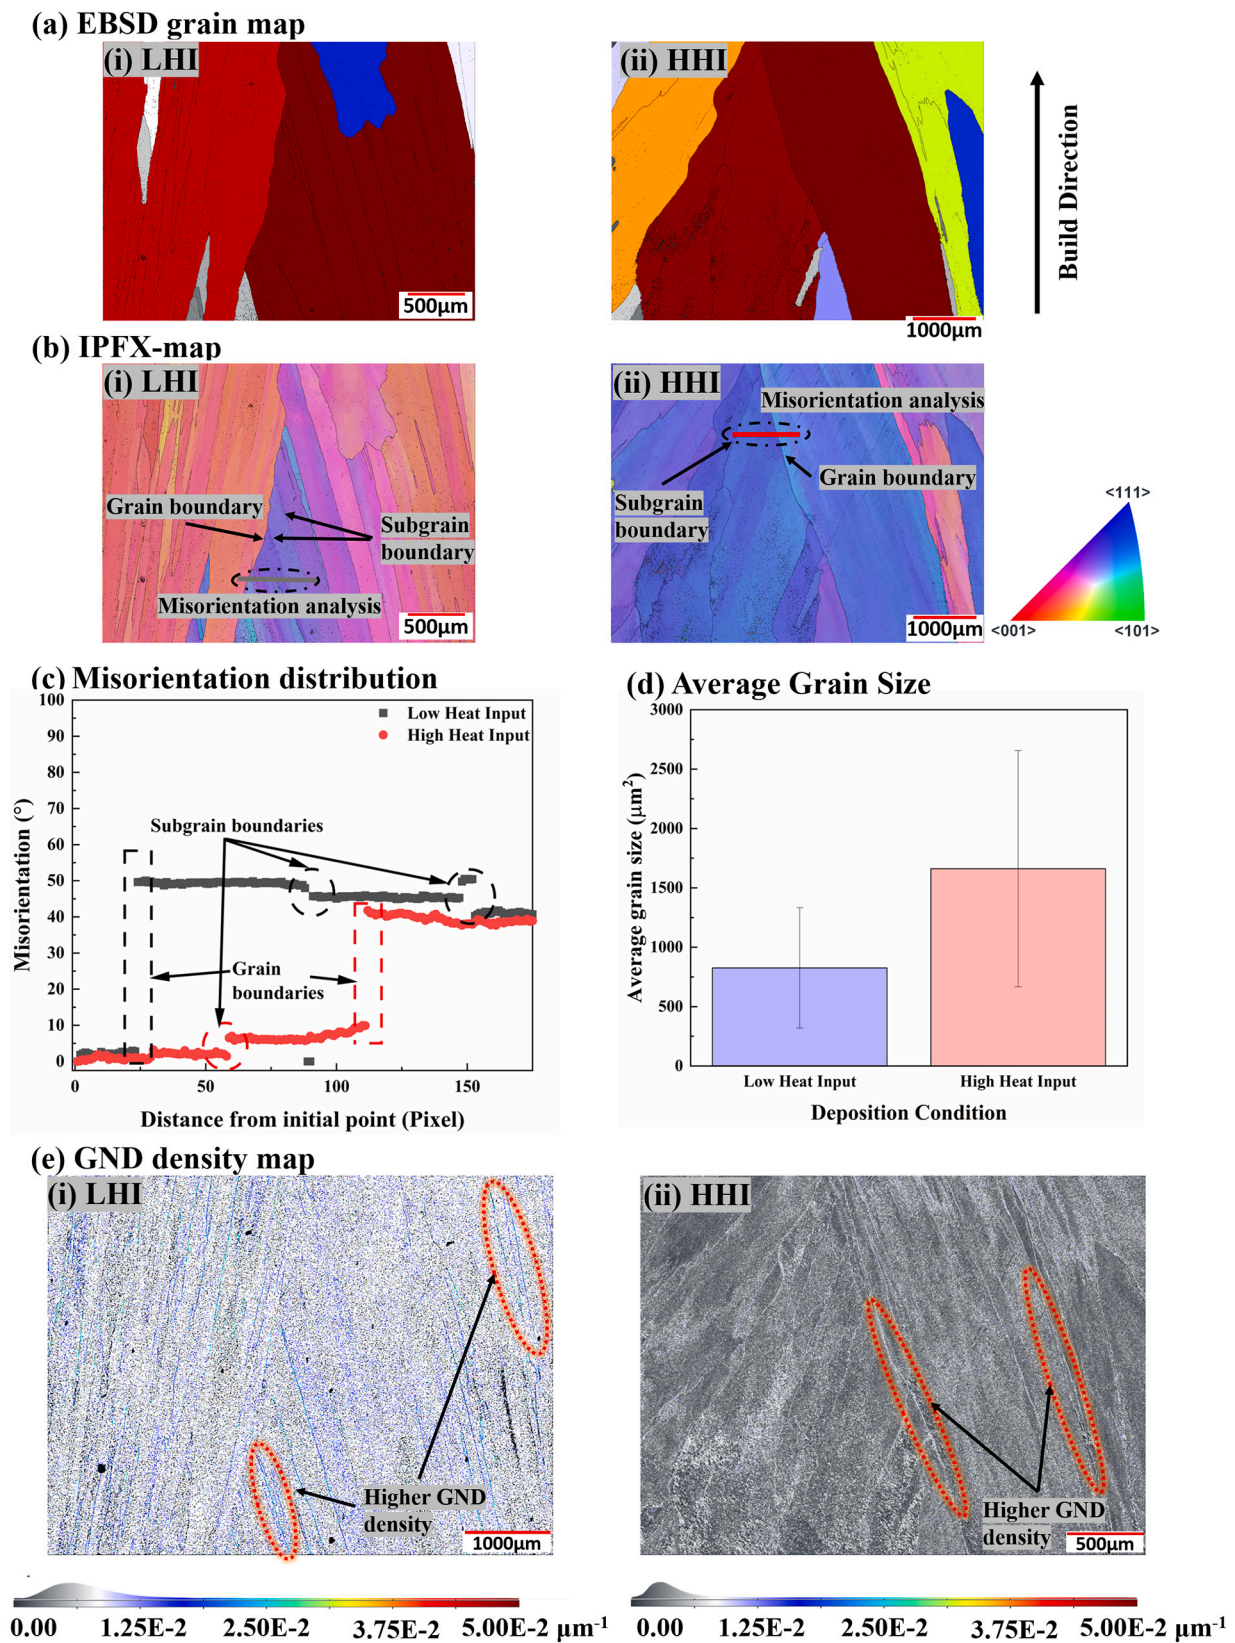 (a) EBSD grain map
(i) LHI
(ii) HHI
500μm
1000μm
Build Direction
(b) IPFX-map
(i) LHI
Grain boundary
Subgrain
boundary
Misorientation analysis
500μm
(ii) HHI
Misorientation analysis
Grain boundary
Subgrain
boundary
1000μm
<111>
<001>
<101>
(c) Misorientation distribution
Low Heat Input
High Heat Input
Subgrain boundaries
Grain
boundaries
Misorientation (°)
100
90
80
70
60
50
40
30
20
10
0
0 50 100 150
Distance from initial point (Pixel)
(d) Average Grain Size
Average grain size (μm²)
3000
2500
2000
1500
1000
500
0
Low Heat Input High Heat Input
Deposition Condition
(e) GND density map
(i) LHI
Higher GND
density
1000μm
(ii) HHI
Higher GND
density
500μm
0.00 1.25E-2 2.50E-2 3.75E-2 5.00E-2 μm⁻¹
0.00 1.25E-2 2.50E-2 3.75E-2 5.00E-2 μm⁻¹